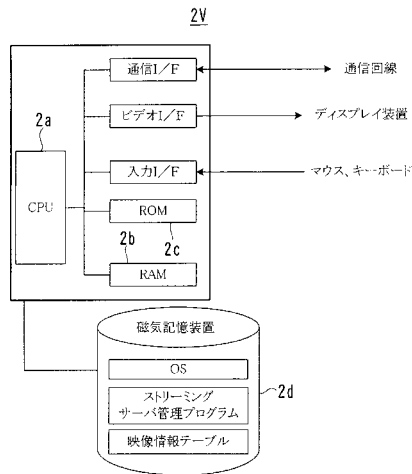 2V
通信I/F
通信回線
ビデオI/F
ディスプレイ装置
2a
入力I/F
マウス、キーボード
CPU
ROM
2b
2c
RAM
磁気記憶装置
OS
ストリーミング
サーバ管理プログラム
2d
映像情報テーブル